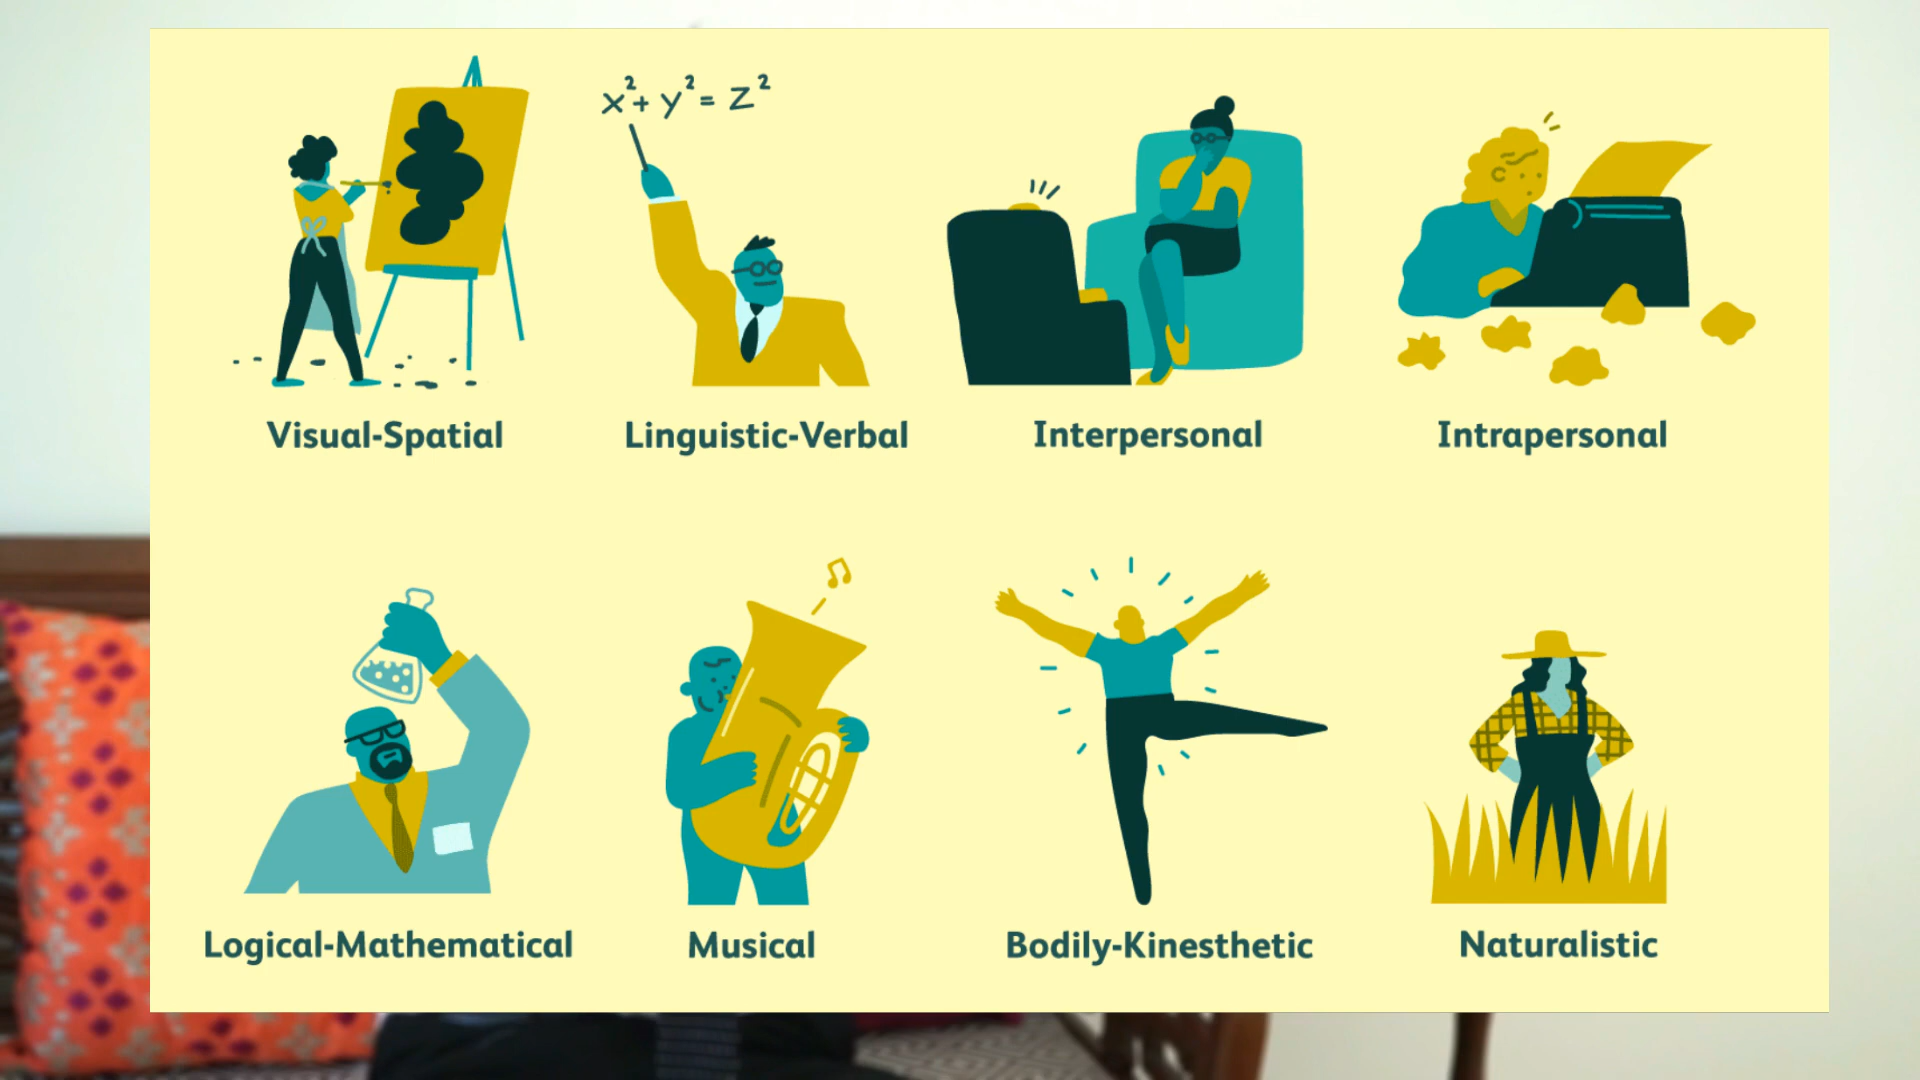 x² + y² = z²
Visual-Spatial
Linguistic-Verbal
Interpersonal
Intrapersonal
Logical-Mathematical
Musical
Bodily-Kinesthetic
Naturalistic